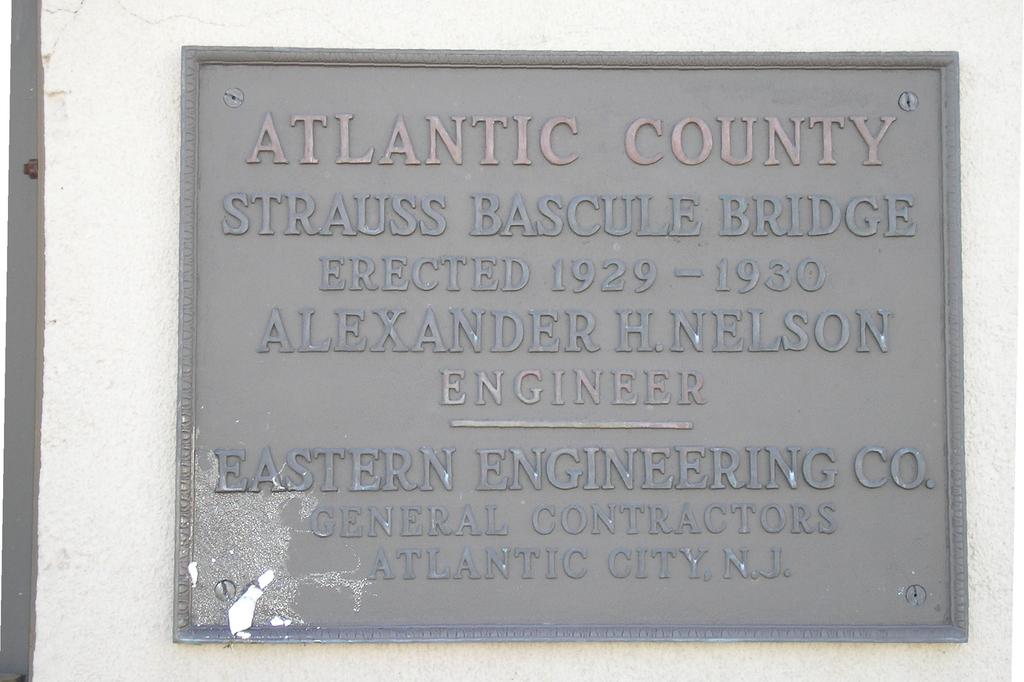 ATLANTIC COUNTY
STRAUSS BASCULE BRIDGE
ERECTED 1929 – 1930
ALEXANDER H. NELSON
ENGINEER
EASTERN ENGINEERING CO.
GENERAL CONTRACTORS
ATLANTIC CITY, N.J.